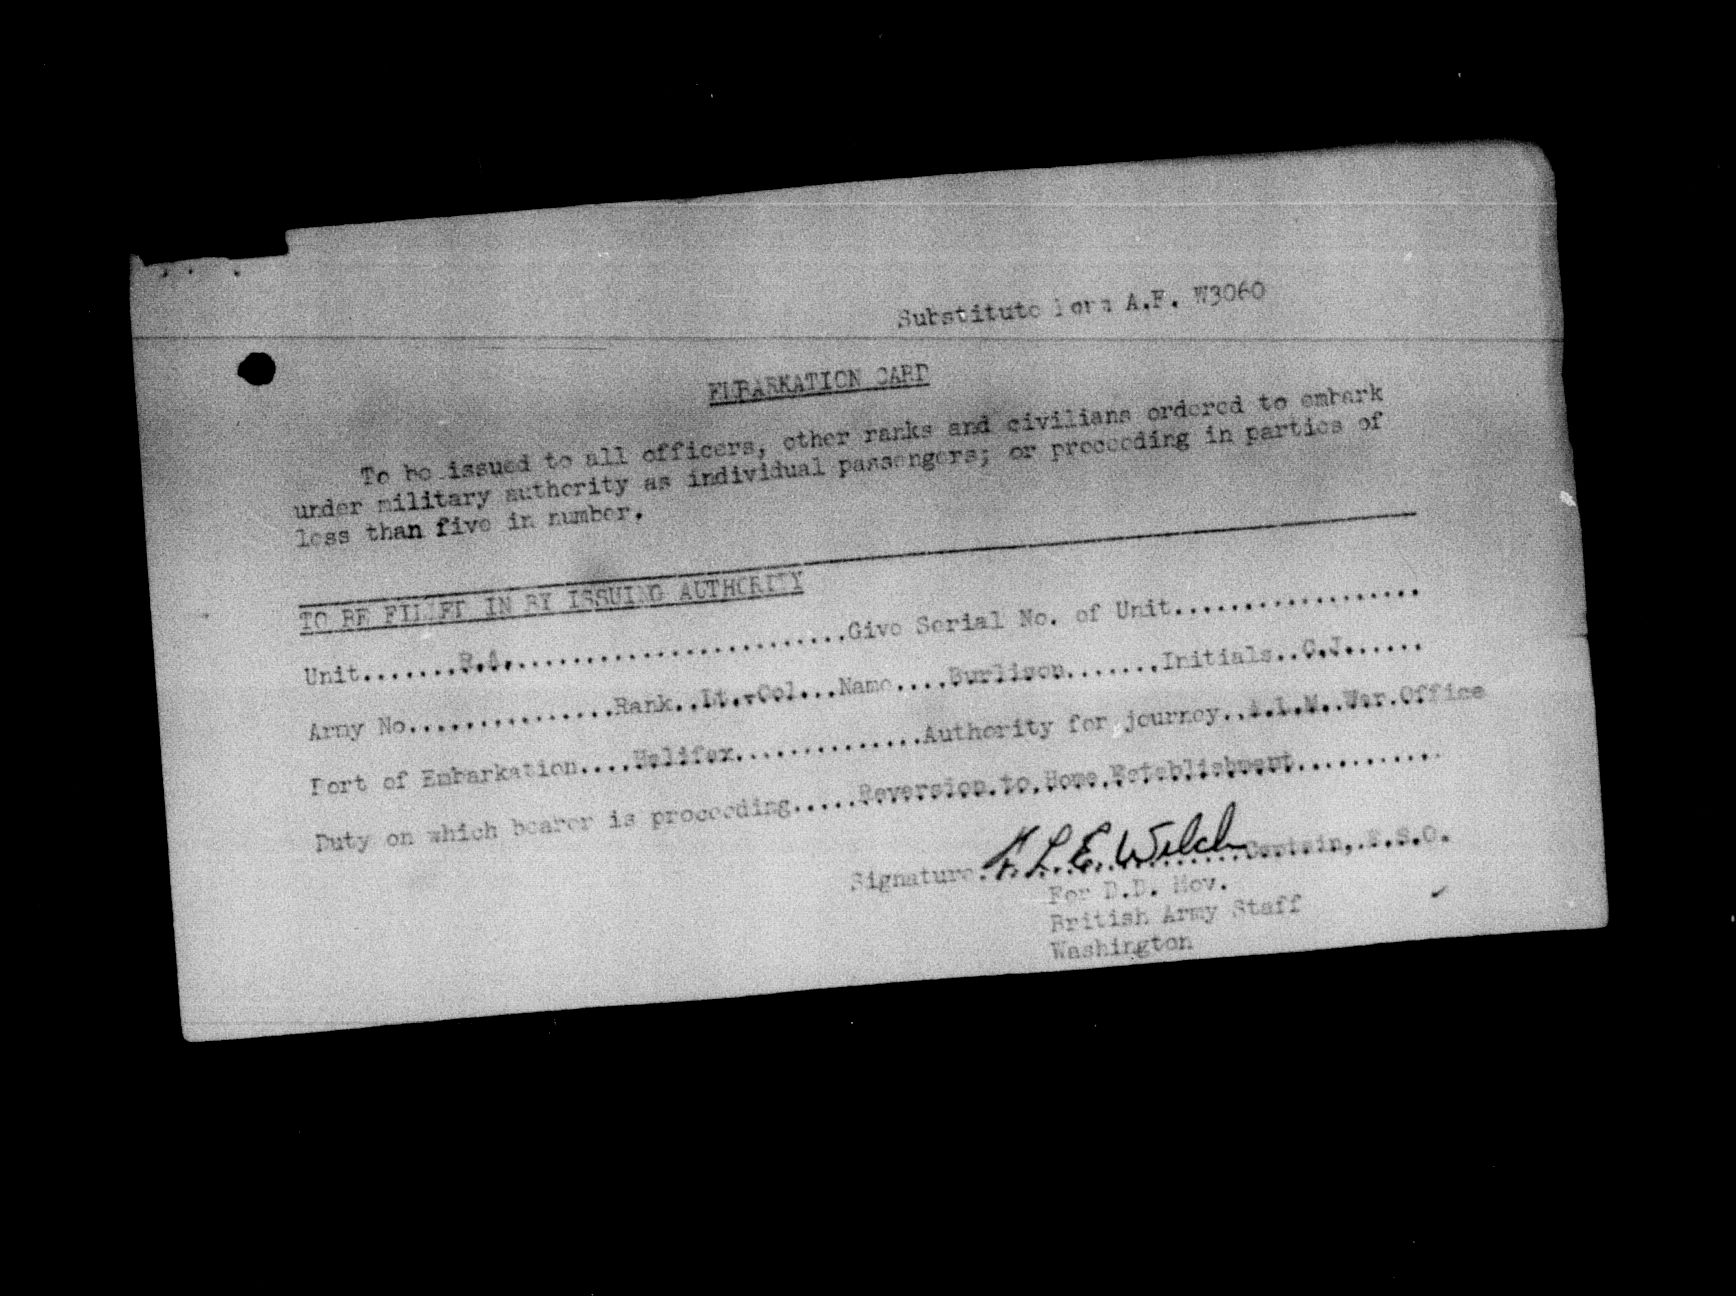 Substitute Form A.F. W3060
EMBARKATION CARD
To be issued to all officers, other ranks and civilians ordered to embark
under military authority as individual passengers; or proceeding in parties of
less than five in number.
TO BE FILLED IN BY ISSUING AUTHORITY
Unit.......R.A...........................Give Serial No. of Unit..................
Army No...............Rank..Lt.-Col...Name....Burlison.......Initials..C.J......
Port of Embarkation....Halifax..............Authority for journey..A.L.M..War.Office
Duty on which bearer is proceeding.....Reversion.to.Home.Establishment...........
Signature. L. E. Welch Captain, F.S.O.
For D.D. Mov.
British Army Staff
Washington